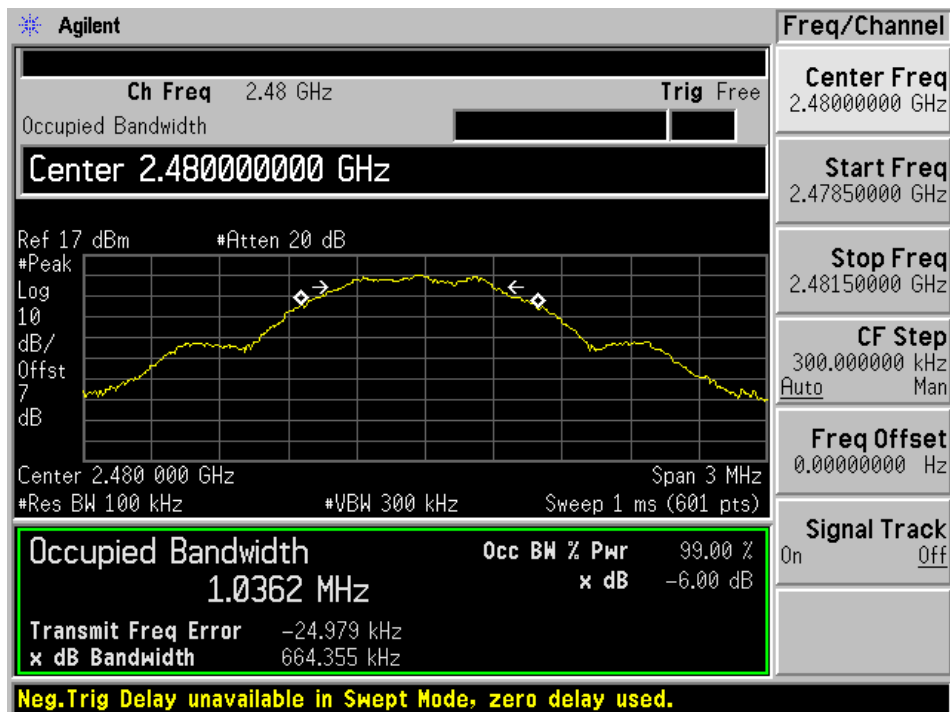 Agilent
Freq/Channel
Ch Freq 2.48 GHz Trig Free
Occupied Bandwidth
Center 2.480000000 GHz
Ref 17 dBm #Atten 20 dB
#Peak
Log
10
dB/
Offst
7
dB
Center 2.480 000 GHz Span 3 MHz
#Res BW 100 kHz #VBW 300 kHz Sweep 1 ms (601 pts)
Occupied Bandwidth
1.0362 MHz
Occ BW % Pwr 99.00 %
x dB -6.00 dB
Transmit Freq Error -24.979 kHz
x dB Bandwidth 664.355 kHz
Neg.Trig Delay unavailable in Swept Mode, zero delay used.
Center Freq
2.48000000 GHz
Start Freq
2.47850000 GHz
Stop Freq
2.48150000 GHz
CF Step
300.000000 kHz
Auto Man
Freq Offset
0.00000000 Hz
Signal Track
On Off